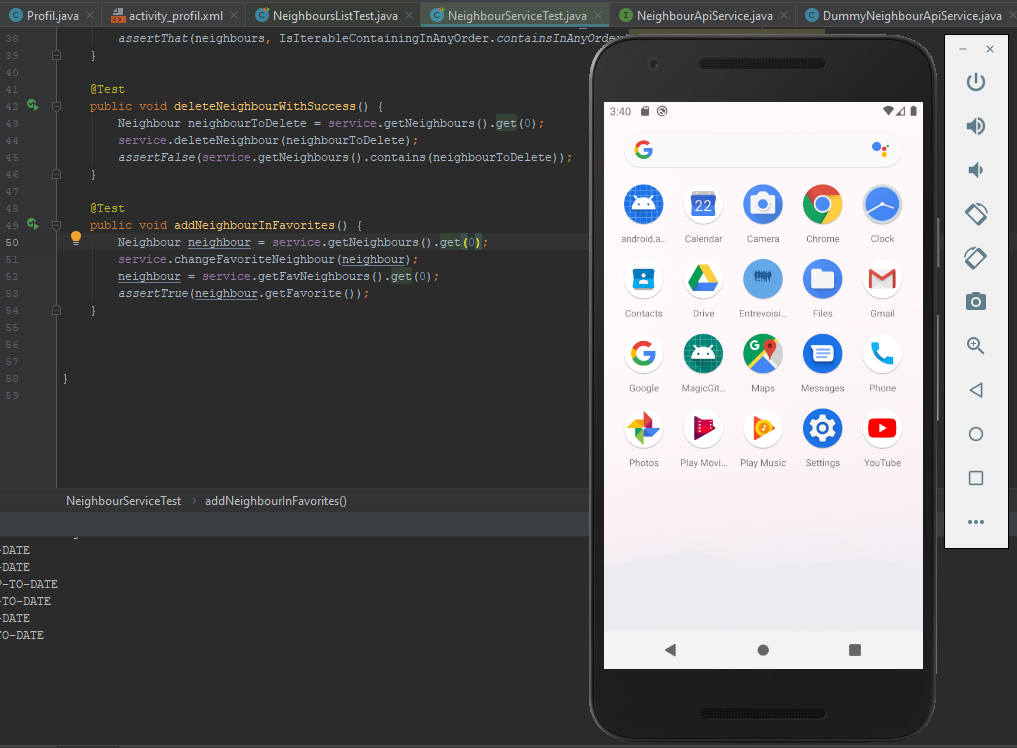 Profil.java activity_profil.xml NeighboursListTest.java NeighbourServiceTest.java NeighbourApiService.java DummyNeighbourApiService.java
38 assertThat(neighbours, IsIterableContainingInAnyOrder.containsInAnyOrder
39 }
40
41 @Test
42 public void deleteNeighbourWithSuccess() {
43 Neighbour neighbourToDelete = service.getNeighbours().get(0);
44 service.deleteNeighbour(neighbourToDelete);
45 assertFalse(service.getNeighbours().contains(neighbourToDelete));
46 }
47
48 @Test
49 public void addNeighbourInFavorites() {
50 Neighbour neighbour = service.getNeighbours().get(0);
51 service.changeFavoriteNeighbour(neighbour);
52 neighbour = service.getFavNeighbours().get(0);
53 assertTrue(neighbour.getFavorite());
54 }
55
56
57
58 }
59
NeighbourServiceTest › addNeighbourInFavorites()
-DATE
-DATE
P-TO-DATE
-TO-DATE
-DATE
TO-DATE
3:40
G
22
android.a... Calendar Camera Chrome Clock
Contacts Drive Entrevoisi... Files Gmail
G G
Google MagicGit... Maps Messages Phone
Photos Play Movi... Play Music Settings YouTube